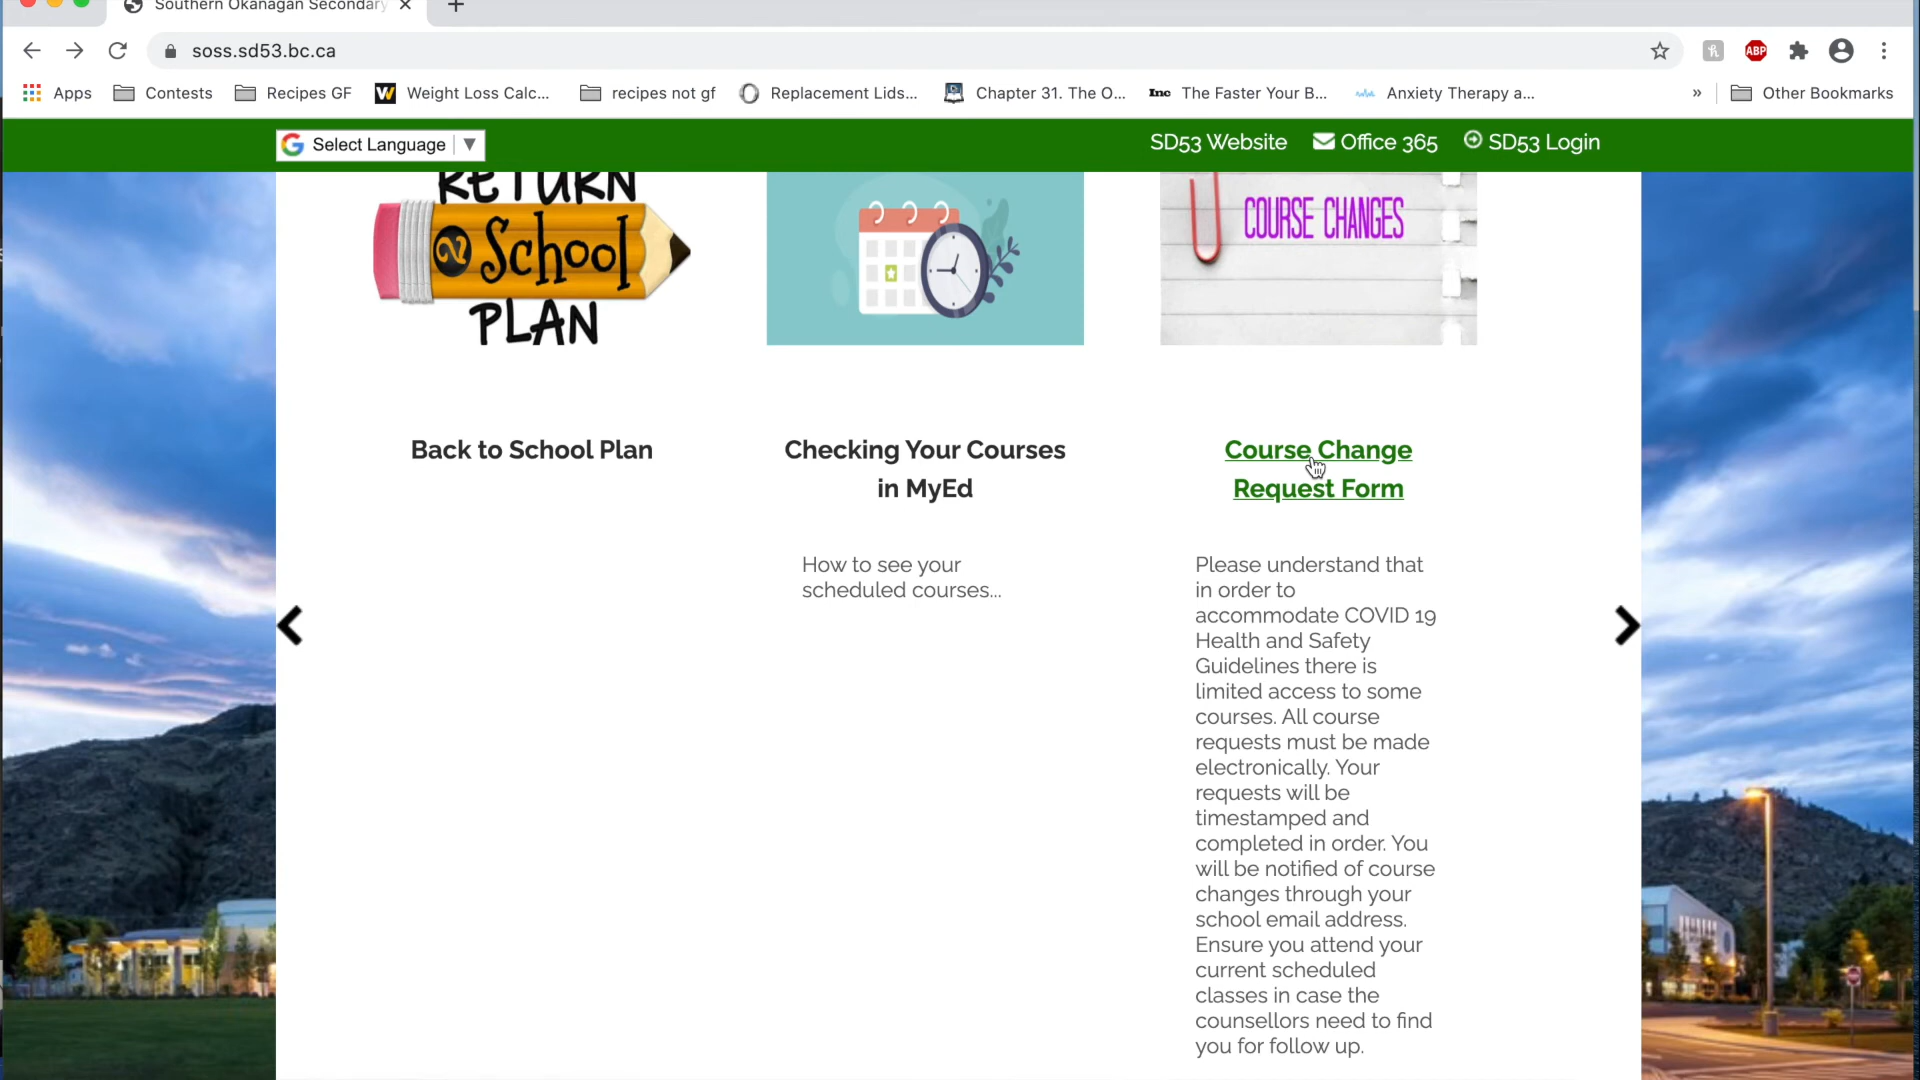 Southern Okanagan Secondary
soss.sd53.bc.ca
ABP
Apps
Contests
Recipes GF
Weight Loss Calc...
recipes not gf
Replacement Lids...
Chapter 31. The O...
Inc
The Faster Your B...
Anxiety Therapy a...
»
Other Bookmarks
Select Language ▼
SD53 Website
Office 365
SD53 Login
RETURN
2 School
PLAN
COURSE CHANGES
Back to School Plan
Checking Your Courses
in MyEd
How to see your
scheduled courses...
Course Change
Request Form
Please understand that
in order to
accommodate COVID 19
Health and Safety
Guidelines there is
limited access to some
courses. All course
requests must be made
electronically. Your
requests will be
timestamped and
completed in order. You
will be notified of course
changes through your
school email address.
Ensure you attend your
current scheduled
classes in case the
counsellors need to find
you for follow up.